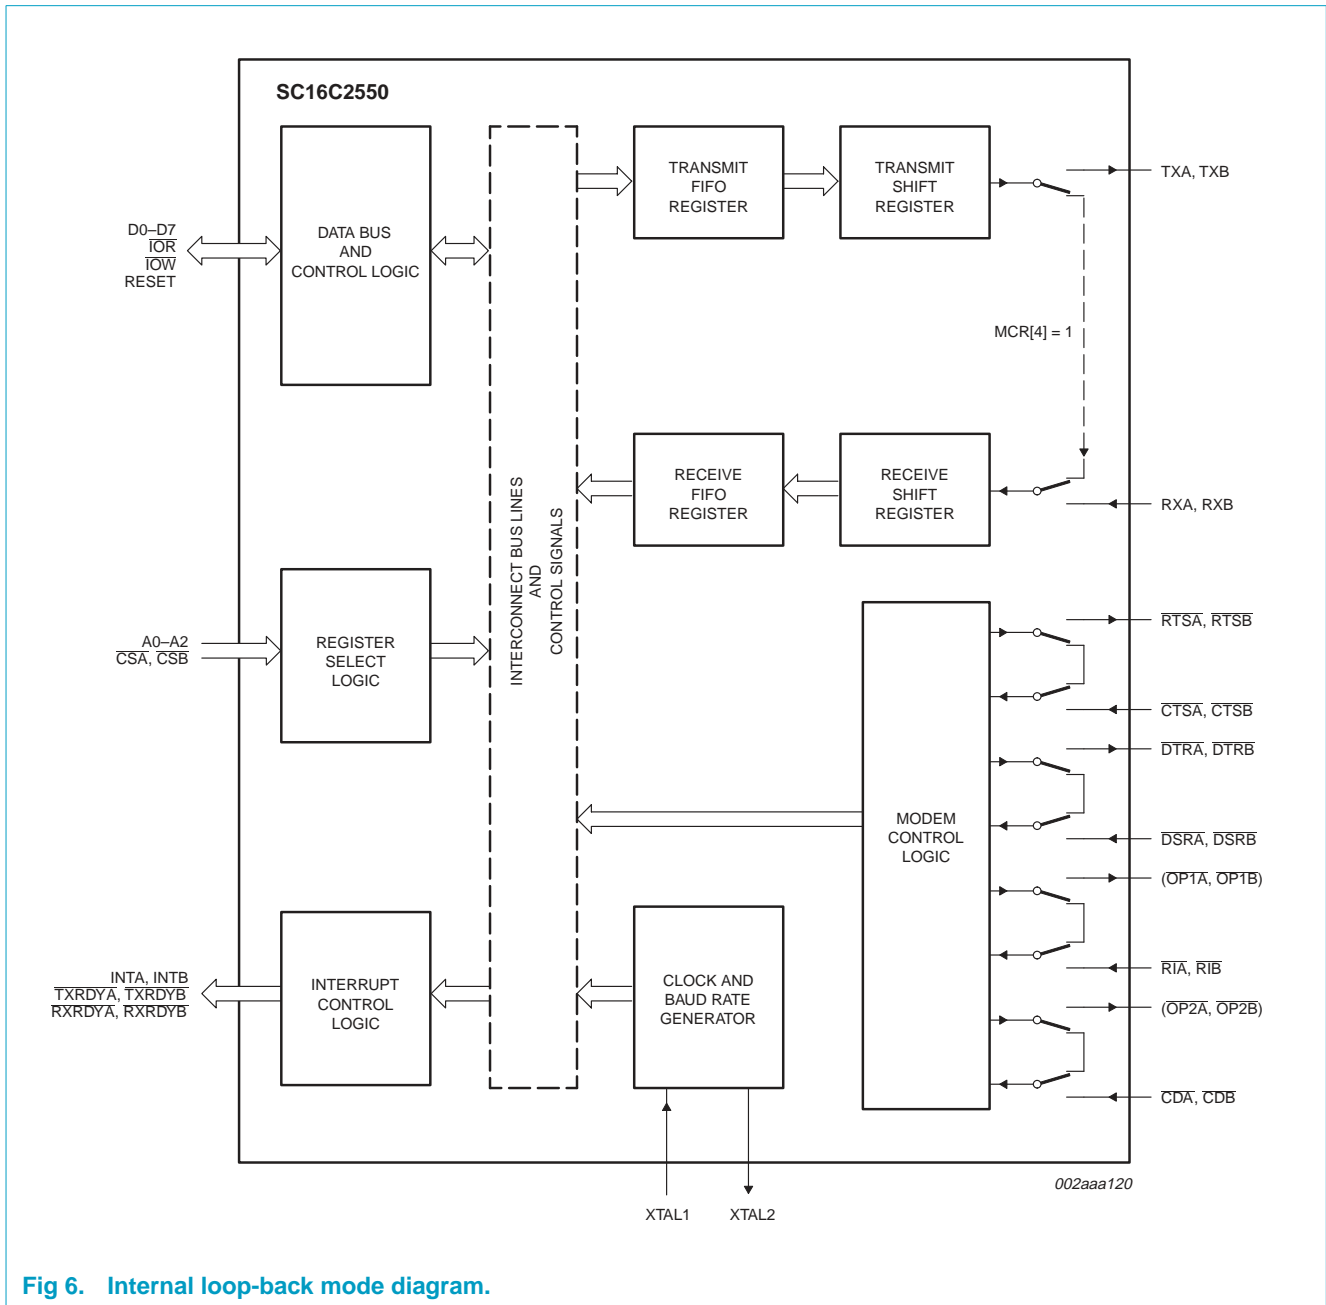 SC16C2550
D0–D7
IOR
IOW
RESET
DATA BUS
AND
CONTROL LOGIC
INTERCONNECT BUS LINES
AND
CONTROL SIGNALS
TRANSMIT
FIFO
REGISTER
TRANSMIT
SHIFT
REGISTER
TXA, TXB
MCR[4] = 1
RECEIVE
FIFO
REGISTER
RECEIVE
SHIFT
REGISTER
RXA, RXB
A0–A2
CSA, CSB
REGISTER
SELECT
LOGIC
MODEM
CONTROL
LOGIC
RTSA, RTSB
CTSA, CTSB
DTRA, DTRB
DSRA, DSRB
(OP1A, OP1B)
RIA, RIB
(OP2A, OP2B)
CDA, CDB
INTA, INTB
TXRDYA, TXRDYB
RXRDYA, RXRDYB
INTERRUPT
CONTROL
LOGIC
CLOCK AND
BAUD RATE
GENERATOR
XTAL1
XTAL2
002aaa120
Fig 6. Internal loop-back mode diagram.